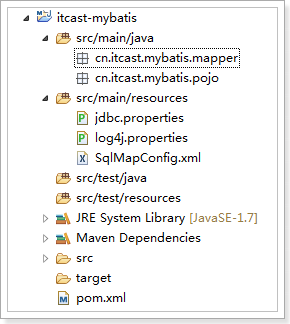 itcast-mybatis
src/main/java
cn.itcast.mybatis.mapper
cn.itcast.mybatis.pojo
src/main/resources
jdbc.properties
log4j.properties
SqlMapConfig.xml
src/test/java
src/test/resources
JRE System Library [JavaSE-1.7]
Maven Dependencies
src
target
pom.xml